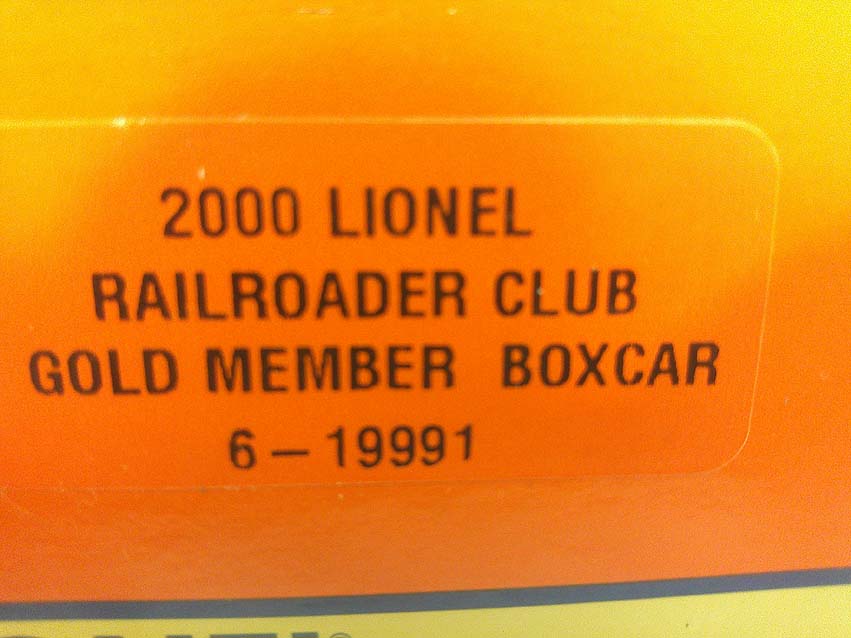 2000 LIONEL
RAILROADER CLUB
GOLD MEMBER BOXCAR
6-19991